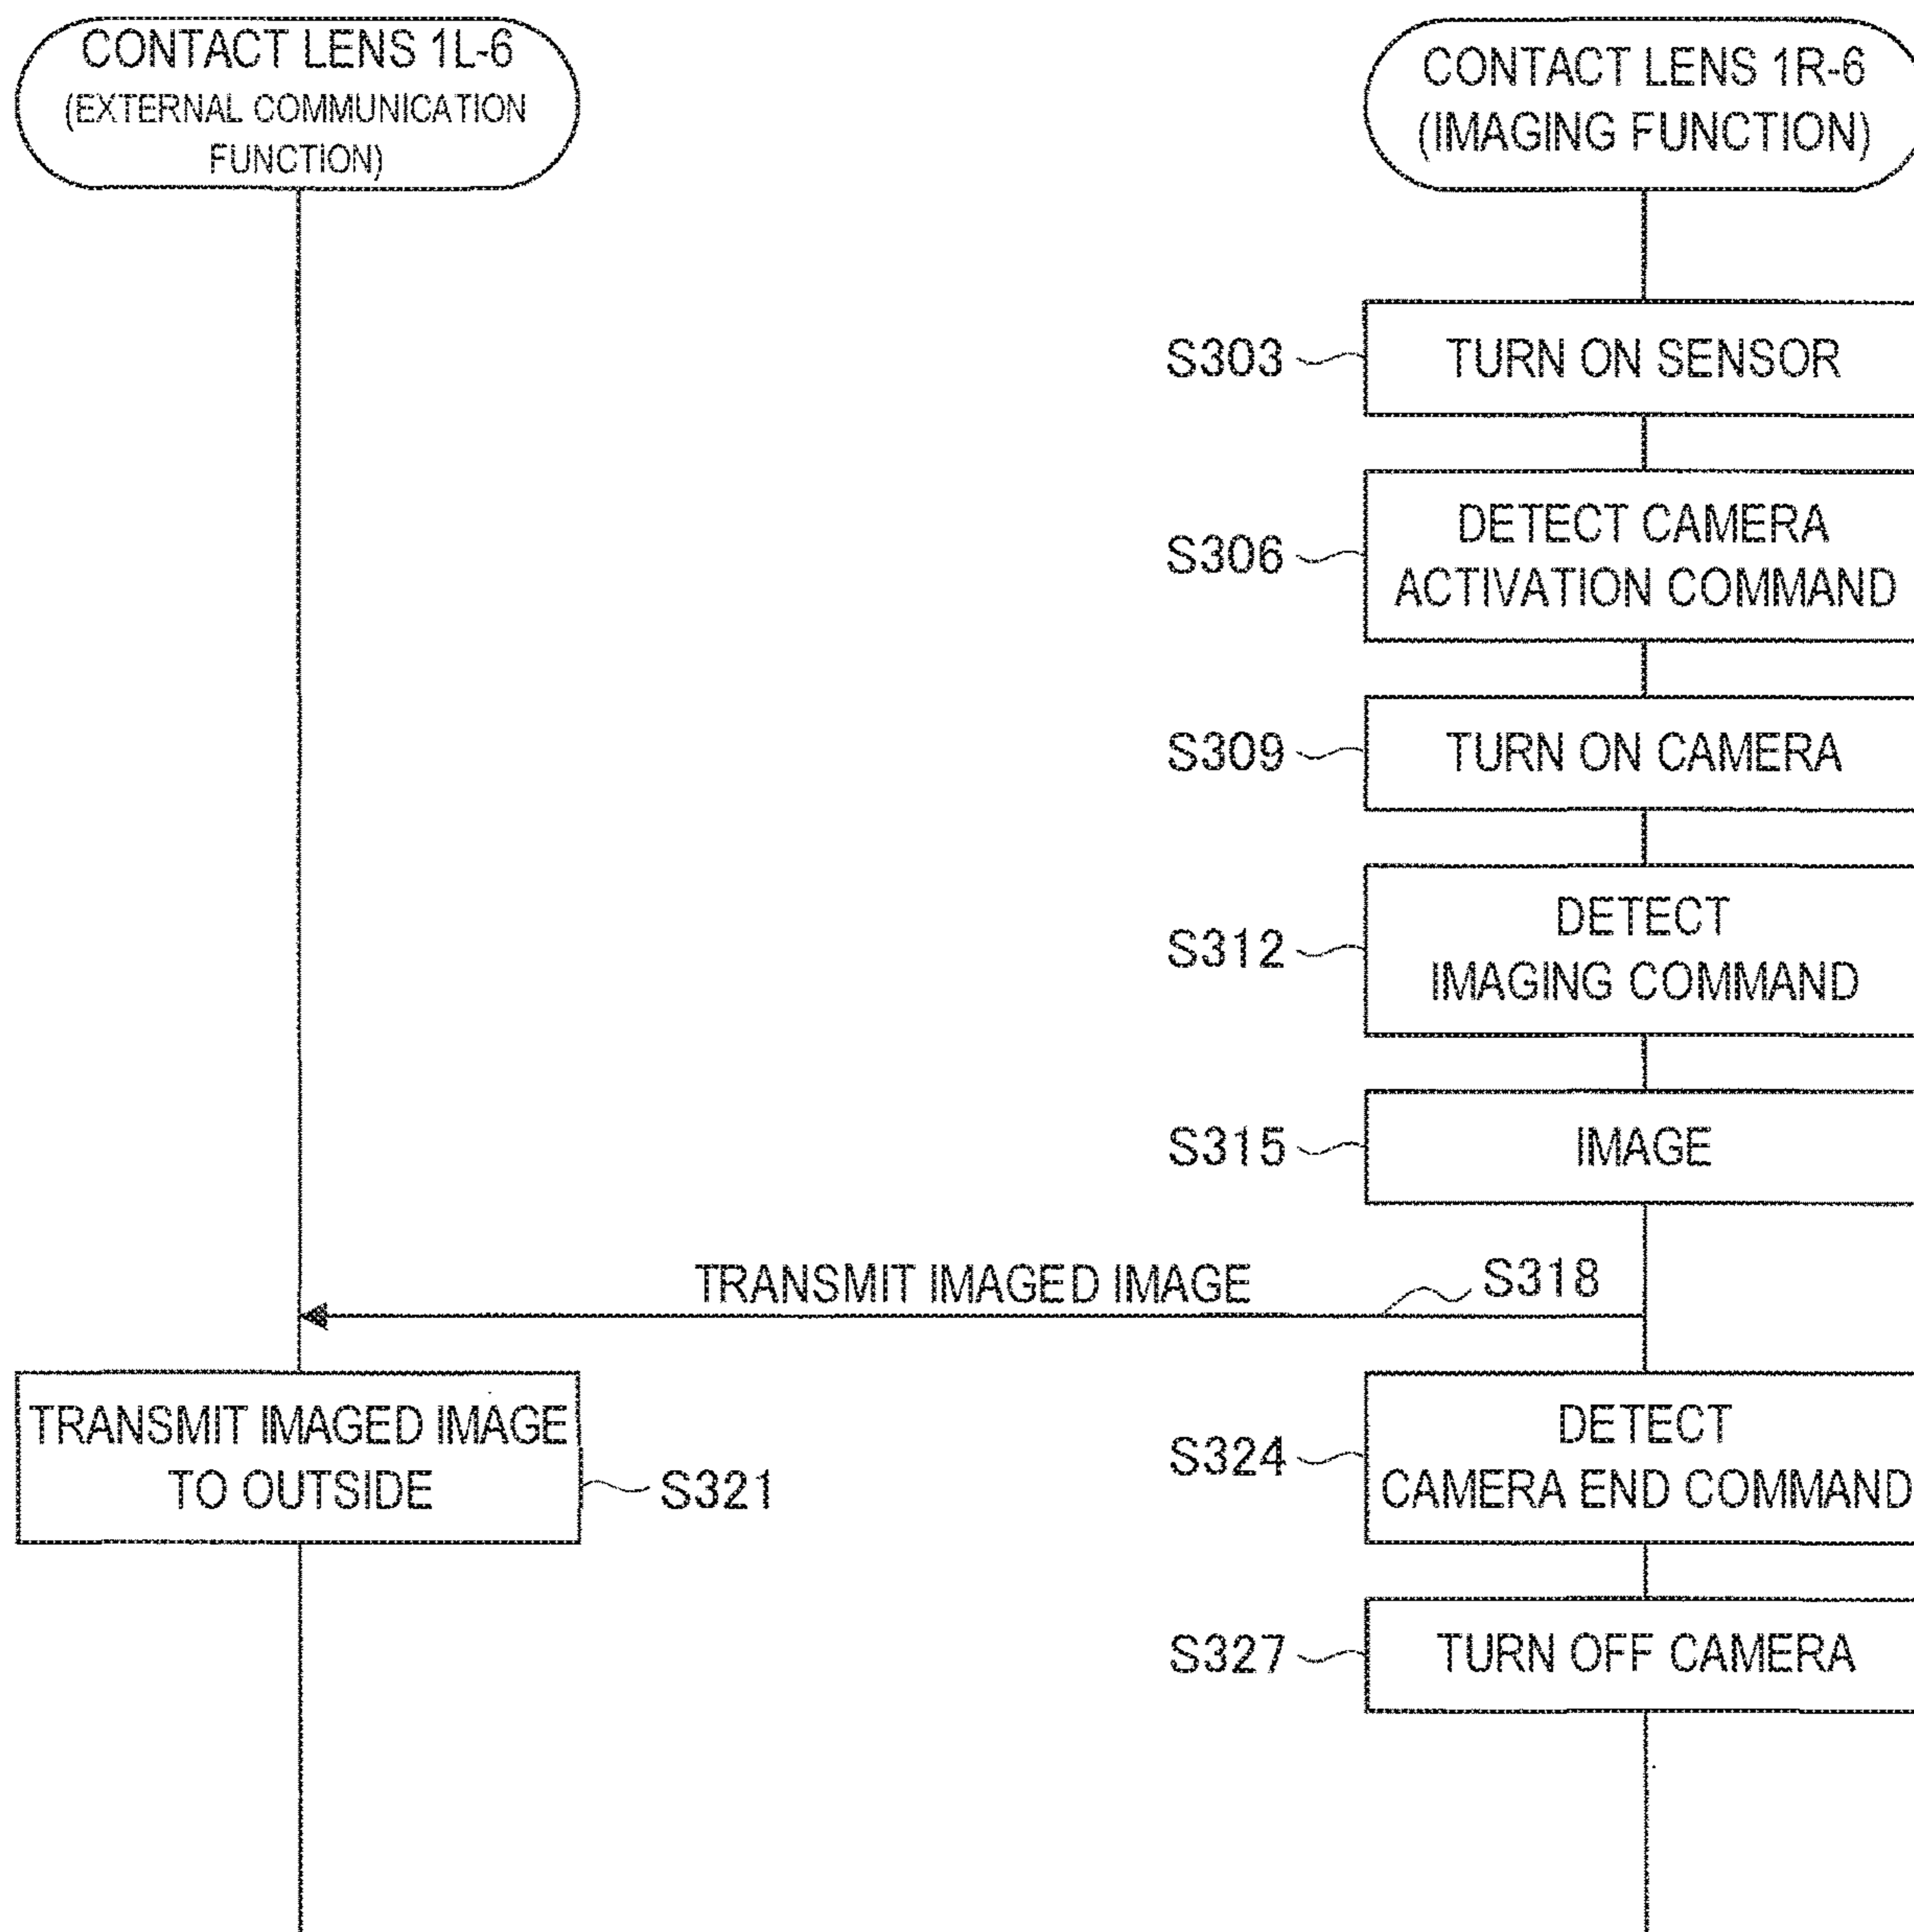 CONTACT LENS 1L-6
(EXTERNAL COMMUNICATION
FUNCTION)
CONTACT LENS 1R-6
(IMAGING FUNCTION)
S303
TURN ON SENSOR
S306
DETECT CAMERA
ACTIVATION COMMAND
S309
TURN ON CAMERA
S312
DETECT
IMAGING COMMAND
S315
IMAGE
TRANSMIT IMAGED IMAGE
S318
TRANSMIT IMAGED IMAGE
TO OUTSIDE
S321
S324
DETECT
CAMERA END COMMAND
S327
TURN OFF CAMERA